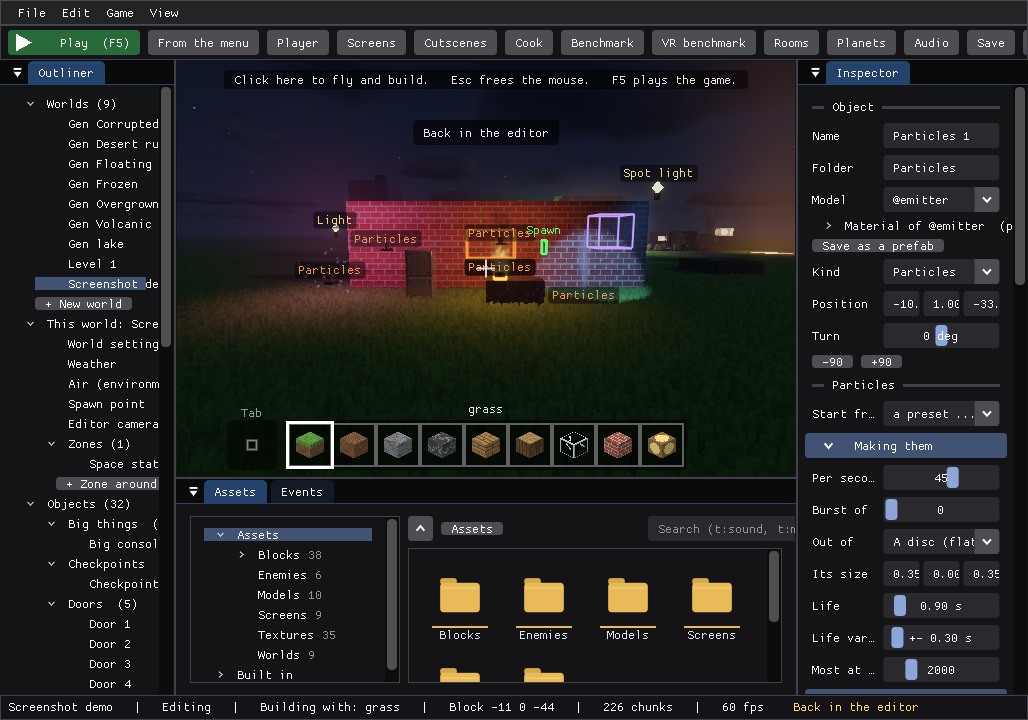 File Edit Game View
Play (F5) From the menu Player Screens Cutscenes Cook Benchmark VR benchmark Rooms Planets Audio Save
Outliner
Worlds (9)
Gen Corrupted
Gen Desert ru
Gen Floating
Gen Frozen
Gen Overgrown
Gen Volcanic
Gen lake
Level 1
Screenshot de
+ New world
This world: Scre
World setting
Weather
Air (environm
Spawn point
Editor camera
Zones (1)
Space stat
+ Zone around
Objects (32)
Big things (
Big consol
Checkpoints
Checkpoint
Doors (5)
Door 1
Door 2
Door 3
Door 4
Click here to fly and build. Esc frees the mouse. F5 plays the game.
Back in the editor
Spot light
Light
Particles
Particles
Spawn
Particles
Particles
Particles
grass
Tab
Assets Events
Assets
Blocks 38
Enemies 6
Models 10
Screens 9
Textures 35
Worlds 9
Built in
Assets
Search (t:sound, t:m
Blocks
Enemies
Models
Screens
Inspector
Object
Name Particles 1
Folder Particles
Model @emitter
Material of @emitter (p
Save as a prefab
Kind Particles
Position -10. 1.00 -33.
Turn 0 deg
-90 +90
Particles
Start fr... a preset ...
Making them
Per seco... 45
Burst of 0
Out of A disc (flat
Its size 0.35 0.00 0.35
Life 0.90 s
Life var... +- 0.30 s
Most at ... 2000
Screenshot demo | Editing | Building with: grass | Block -11 0 -44 | 226 chunks | 60 fps Back in the editor